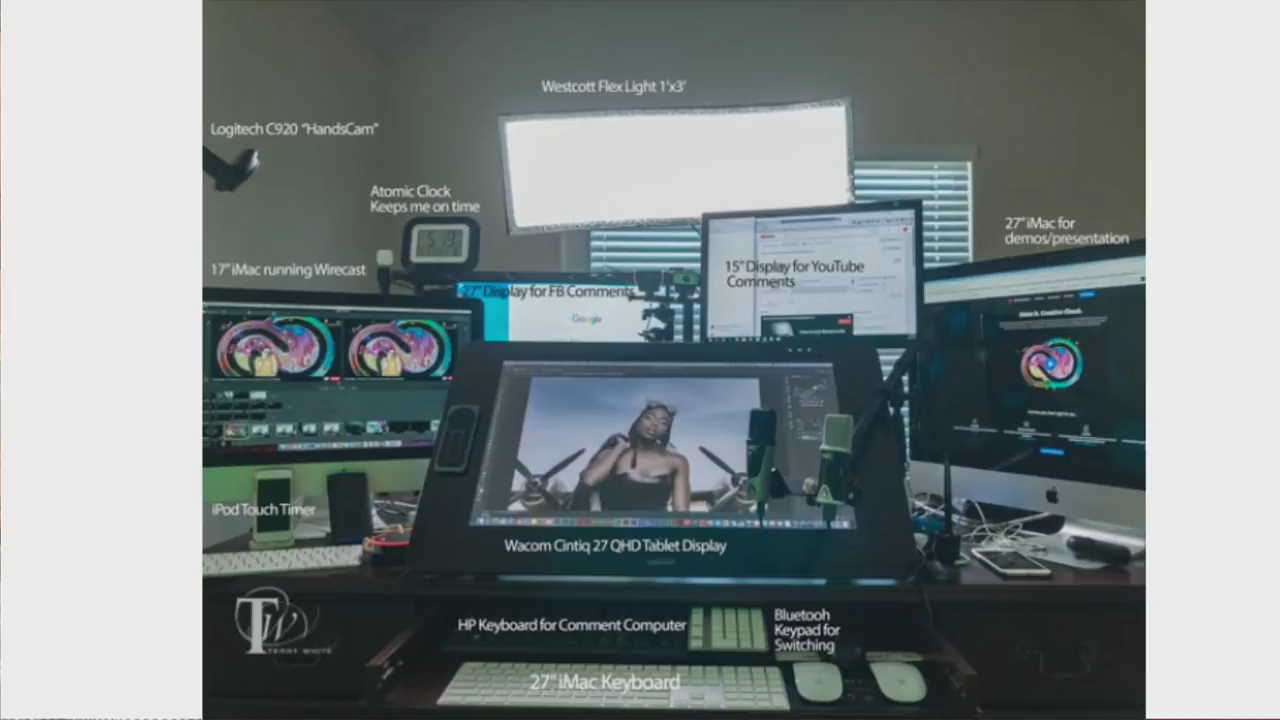 Westcott Flex Light 1'x3'
Logitech C920 "HandsCam"
Atomic Clock
Keeps me on time
27" iMac for
demos/presentation
17" iMac running Wirecast
15" Display for YouTube
Comments
27" Display for FB Comments
Google
iPod Touch Timer
Wacom Cintiq 27 QHD Tablet Display
HP Keyboard for Comment Computer
Bluetooh
Keypad for
Switching
27" iMac Keyboard
TW
TERRY WHITE